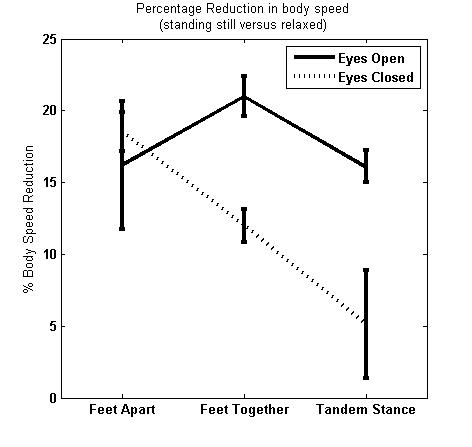 Percentage Reduction in body speed
(standing still versus relaxed)
25
20
15
10
5
0
% Body Speed Reduction
Eyes Open
Eyes Closed
Feet Apart
Feet Together
Tandem Stance